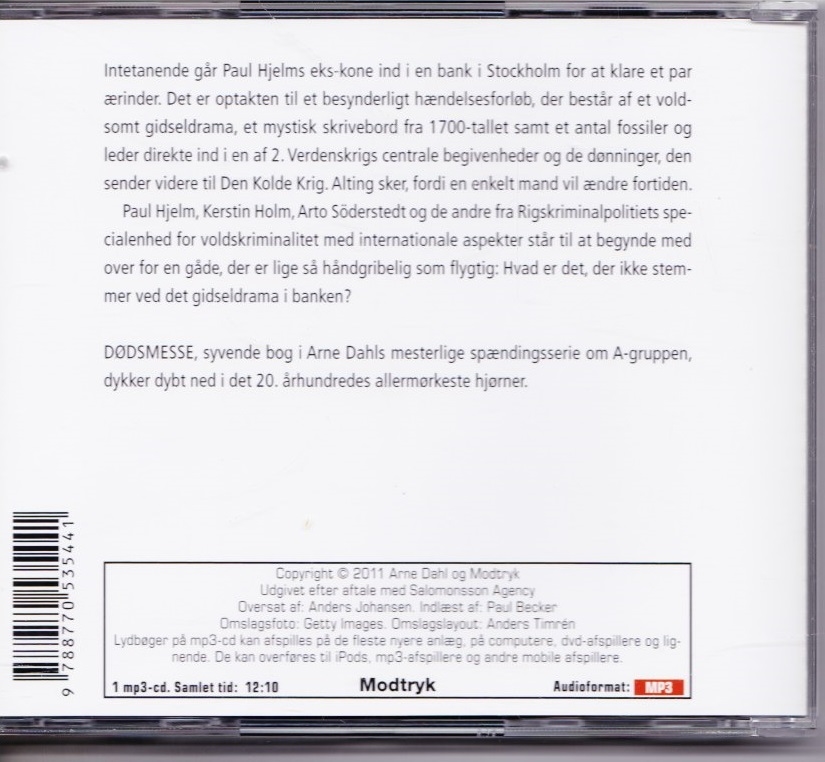 Intetanende går Paul Hjelms eks-kone ind i en bank i Stockholm for at klare et par
ærinder. Det er optakten til et besynderligt hændelsesforløb, der består af et vold-
somt gidseldrama, et mystisk skrivebord fra 1700-tallet samt et antal fossiler og
leder direkte ind i en af 2. Verdenskrigs centrale begivenheder og de dønninger, den
sender videre til Den Kolde Krig. Alting sker, fordi en enkelt mand vil ændre fortiden.
Paul Hjelm, Kerstin Holm, Arto Söderstedt og de andre fra Rigskriminalpolitiets spe-
cialenhed for voldskriminalitet med internationale aspekter står til at begynde med
over for en gåde, der er lige så håndgribelig som flygtig: Hvad er det, der ikke stem-
mer ved det gidseldrama i banken?
DØDSMESSE, syvende bog i Arne Dahls mesterlige spændingsserie om A-gruppen,
dykker dybt ned i det 20. århundredes allermørkeste hjørner.
9 788770 535441
Copyright © 2011 Arne Dahl og Modtryk
Udgivet efter aftale med Salomonsson Agency
Oversat af: Anders Johansen. Indlæst af: Paul Becker
Omslagsfoto: Getty Images. Omslagslayout: Anders Timrén
Lydbøger på mp3-cd kan afspilles på de fleste nyere anlæg, på computere, dvd-afspillere og lig-
nende. De kan overføres til iPods, mp3-afspillere og andre mobile afspillere.
1 mp3-cd. Samlet tid: 12:10 Modtryk Audioformat: MP3